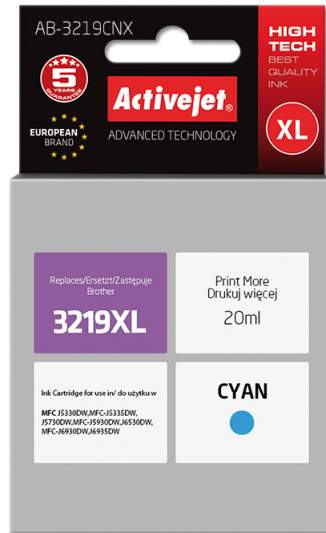 AB-3219CNX
HIGH
TECH
BEST
QUALITY
INK
5
YEARS
GUARANTEE
Activejet®
EUROPEAN
BRAND
ADVANCED TECHNOLOGY
XL
Replaces/Ersetzt/Zastępuje
Brother
3219XL
Print More
Drukuj więcej
20ml
Ink Cartridge for use in/ do użytku w
MFC J5330DW,MFC-J5335DW,
J5730DW,MFC-J5930DW,J6530DW,
MFC-J6930DW,J6935DW
CYAN